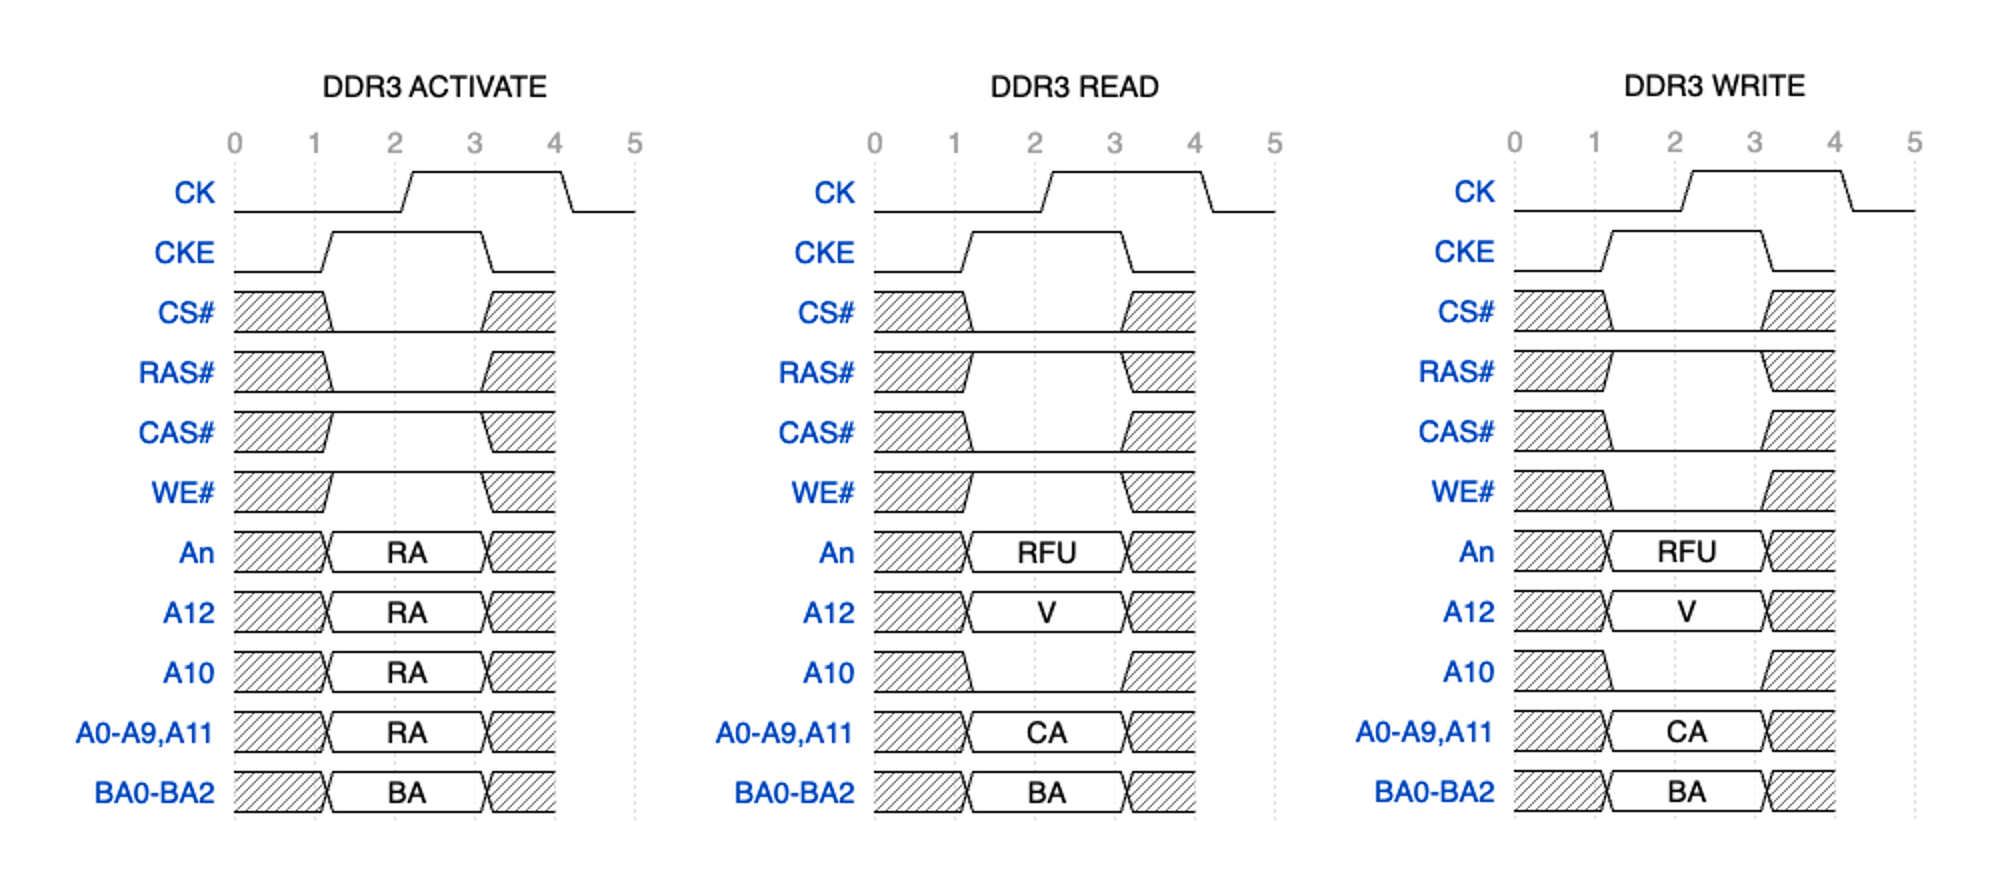 DDR3 ACTIVATE
0 1 2 3 4 5
CK
CKE
CS#
RAS#
CAS#
WE#
An RA
A12 RA
A10 RA
A0-A9,A11 RA
BA0-BA2 BA
DDR3 READ
0 1 2 3 4 5
CK
CKE
CS#
RAS#
CAS#
WE#
An RFU
A12 V
A10
A0-A9,A11 CA
BA0-BA2 BA
DDR3 WRITE
0 1 2 3 4 5
CK
CKE
CS#
RAS#
CAS#
WE#
An RFU
A12 V
A10
A0-A9,A11 CA
BA0-BA2 BA